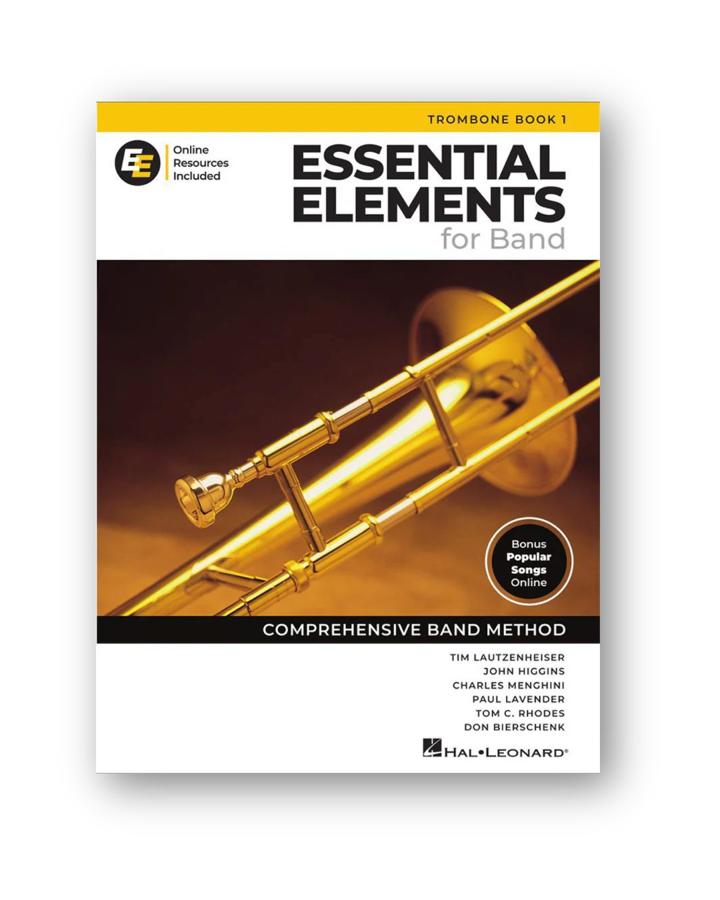 TROMBONE BOOK 1
EE
Online
Resources
Included
ESSENTIAL
ELEMENTS
for Band
Bonus
Popular
Songs
Online
COMPREHENSIVE BAND METHOD
TIM LAUTZENHEISER
JOHN HIGGINS
CHARLES MENGHINI
PAUL LAVENDER
TOM C. RHODES
DON BIERSCHENK
HAL•LEONARD®